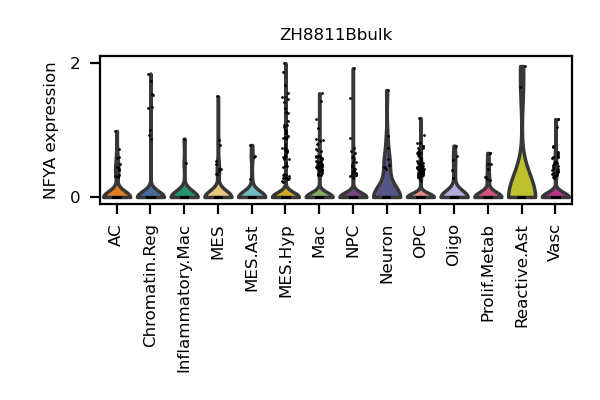 ZH8811Bbulk
NFYA expression
2
0
AC
Chromatin.Reg
Inflammatory.Mac
MES
MES.Ast
MES.Hyp
Mac
NPC
Neuron
OPC
Oligo
Prolif.Metab
Reactive.Ast
Vasc